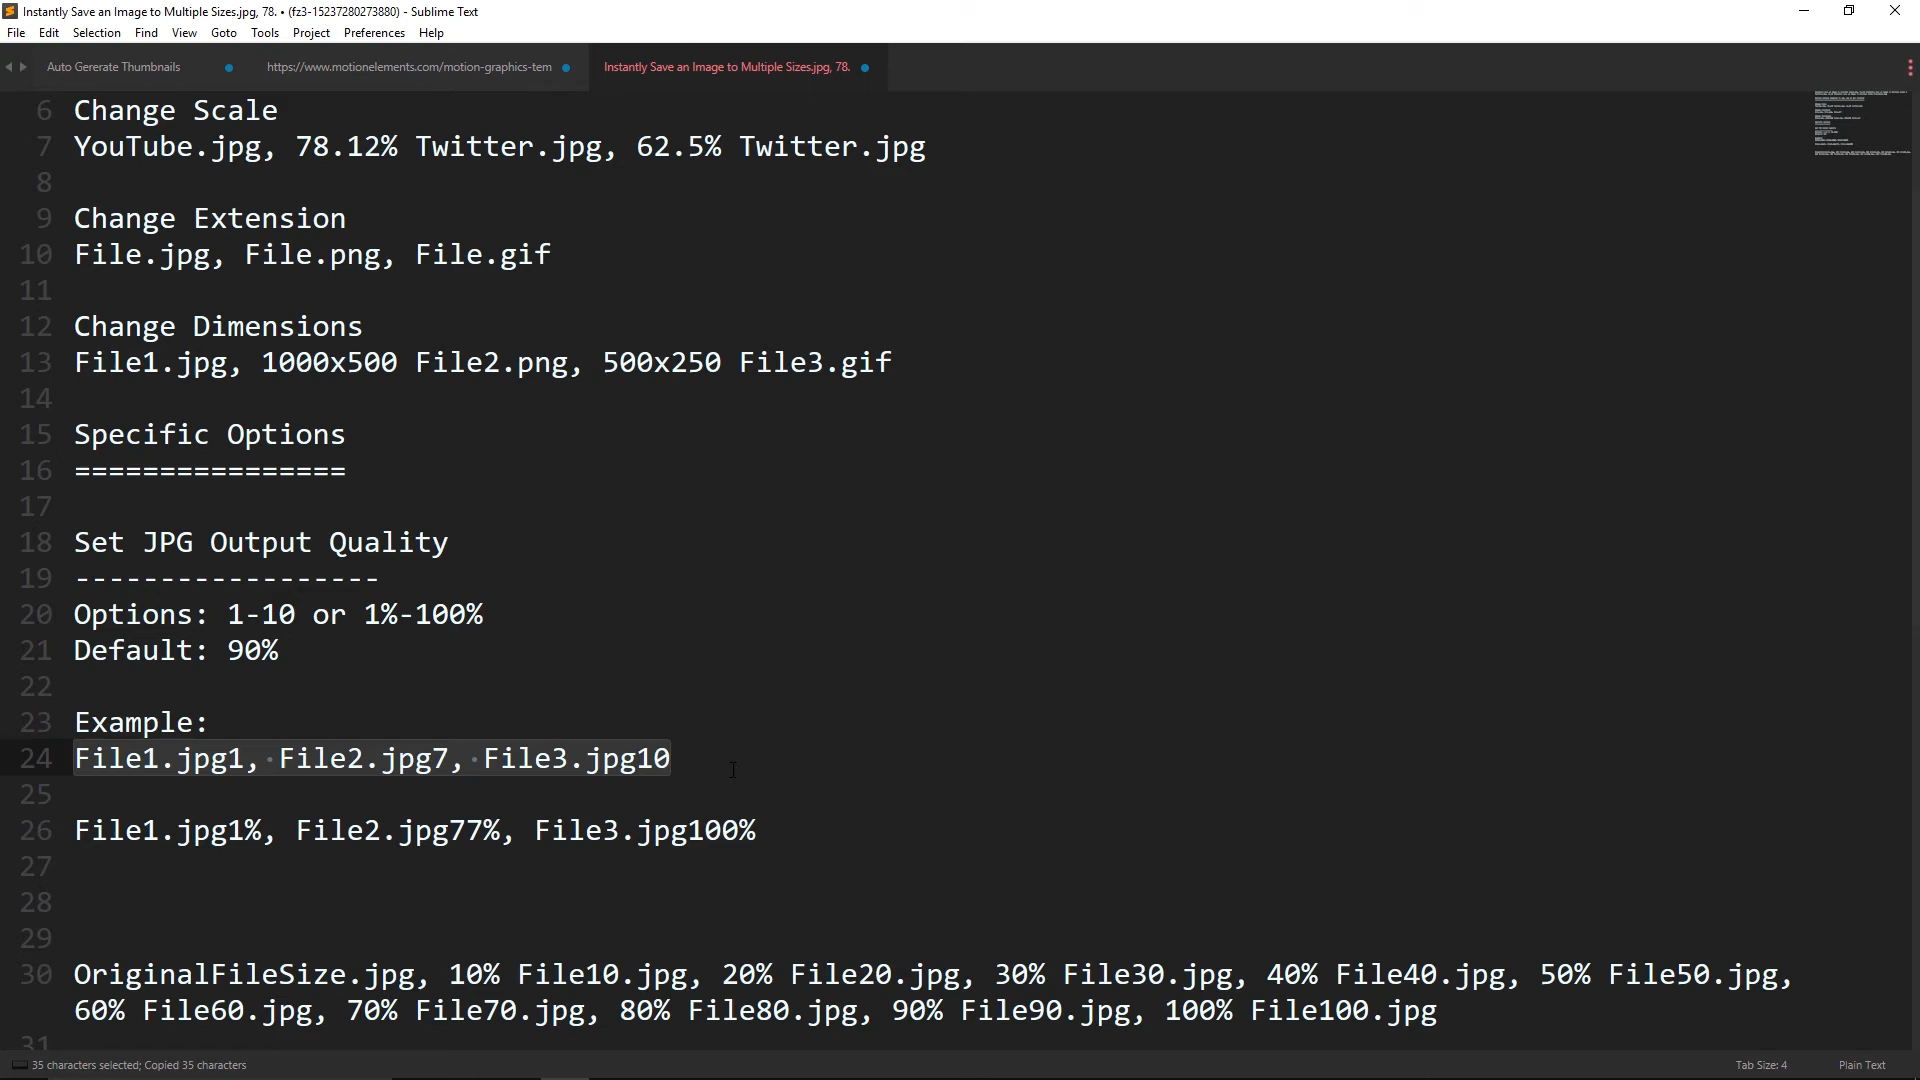 Instantly Save an Image to Multiple Sizes.jpg, 78. • (fz3-15237280273880) - Sublime Text
File Edit Selection Find View Goto Tools Project Preferences Help
Auto Gererate Thumbnails https://www.motionelements.com/motion-graphics-tem Instantly Save an Image to Multiple Sizes.jpg, 78.
6 Change Scale
7 YouTube.jpg, 78.12% Twitter.jpg, 62.5% Twitter.jpg
8
9 Change Extension
10 File.jpg, File.png, File.gif
11
12 Change Dimensions
13 File1.jpg, 1000x500 File2.png, 500x250 File3.gif
14
15 Specific Options
16 ================
17
18 Set JPG Output Quality
19 ------------------
20 Options: 1-10 or 1%-100%
21 Default: 90%
22
23 Example:
24 File1.jpg1, File2.jpg7, File3.jpg10
25
26 File1.jpg1%, File2.jpg77%, File3.jpg100%
27
28
29
30 OriginalFileSize.jpg, 10% File10.jpg, 20% File20.jpg, 30% File30.jpg, 40% File40.jpg, 50% File50.jpg,
60% File60.jpg, 70% File70.jpg, 80% File80.jpg, 90% File90.jpg, 100% File100.jpg
31
35 characters selected; Copied 35 characters Tab Size: 4 Plain Text